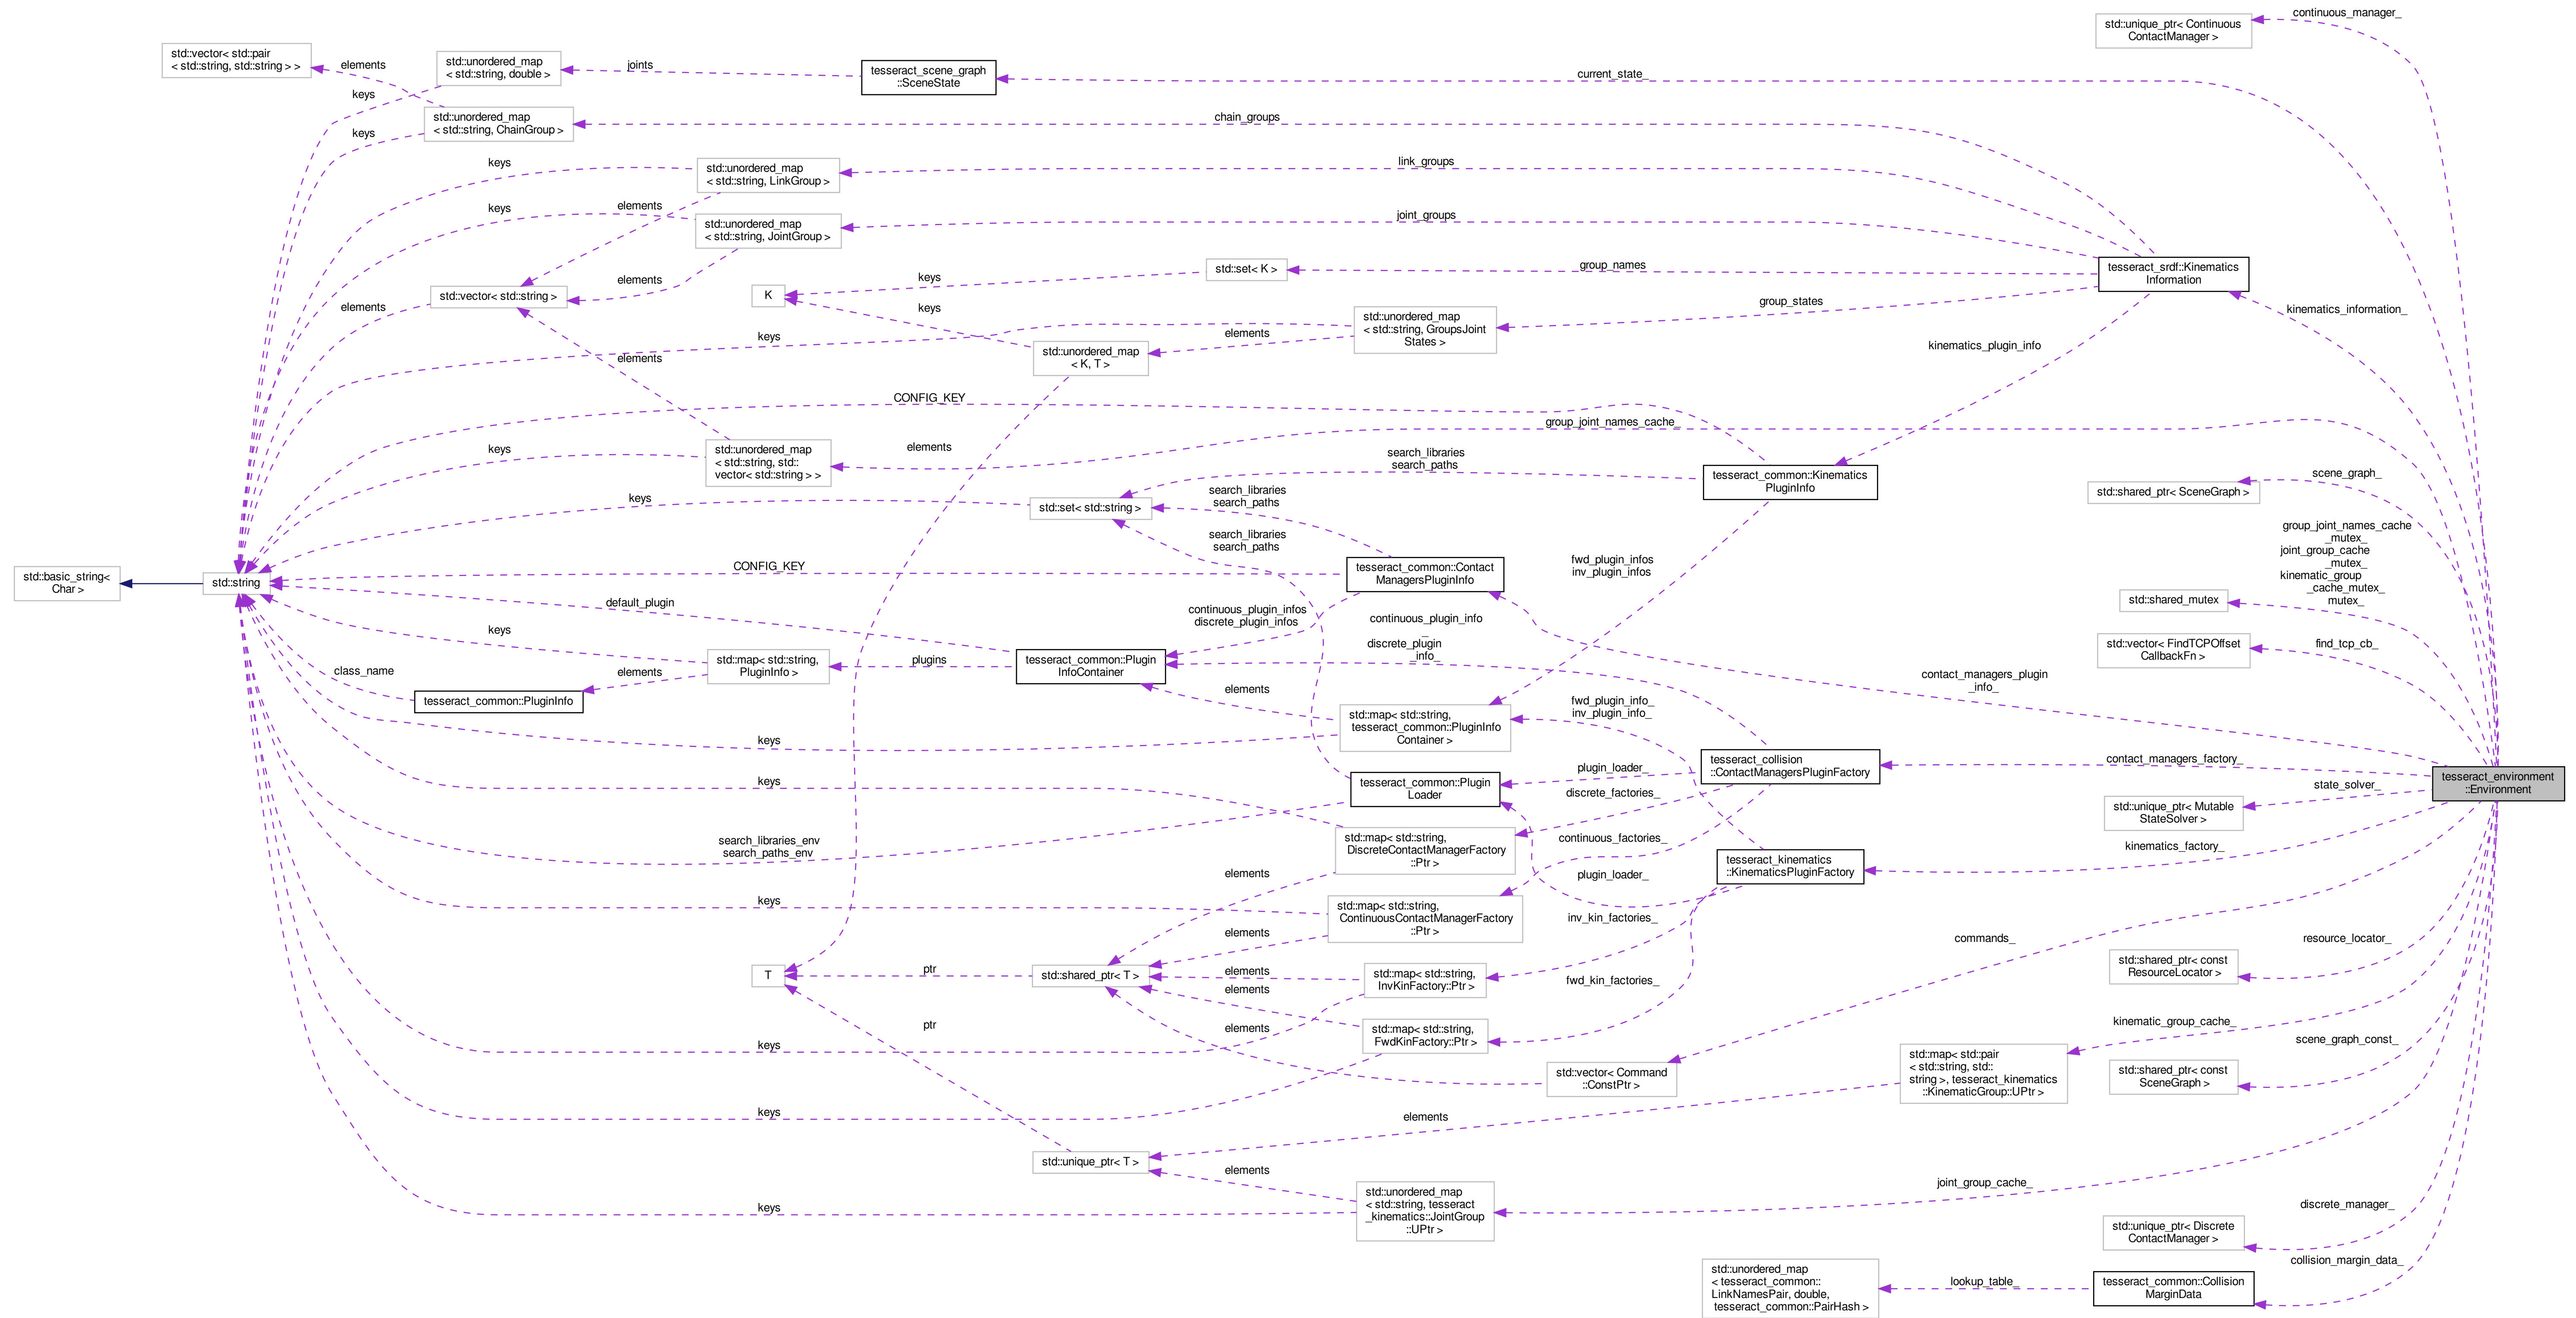 continuous_manager_
std::unique_ptr< Continuous
ContactManager >
std::vector< std::pair
< std::string, std::string > >
elements
std::unordered_map
< std::string, double >
joints
tesseract_scene_graph
::SceneState
current_state_
keys
std::unordered_map
< std::string, ChainGroup >
chain_groups
keys
keys
std::unordered_map
< std::string, LinkGroup >
link_groups
keys
elements
std::unordered_map
< std::string, JointGroup >
joint_groups
elements
std::vector< std::string >
elements
K
keys
keys
std::set< K >
group_names
tesseract_srdf::Kinematics
Information
kinematics_information_
group_states
std::unordered_map
< std::string, GroupsJoint
States >
elements
keys
elements
std::unordered_map
< K, T >
kinematics_plugin_info
CONFIG_KEY
group_joint_names_cache_
elements
keys
std::unordered_map
< std::string, std::
vector< std::string > >
search_libraries
search_paths
tesseract_common::Kinematics
PluginInfo
scene_graph_
std::shared_ptr< SceneGraph >
keys
std::set< std::string >
search_libraries
search_paths
search_libraries
search_paths
group_joint_names_cache
_mutex_
joint_group_cache
_mutex_
kinematic_group
_cache_mutex_
mutex_
std::shared_mutex
fwd_plugin_infos
inv_plugin_infos
std::basic_string<
Char >
std::string
CONFIG_KEY
tesseract_common::Contact
ManagersPluginInfo
default_plugin
continuous_plugin_infos
discrete_plugin_infos
continuous_plugin_info
_
discrete_plugin
_info_
std::vector< FindTCPOffset
CallbackFn >
find_tcp_cb_
keys
class_name
elements
tesseract_common::PluginInfo
std::map< std::string,
PluginInfo >
plugins
tesseract_common::Plugin
InfoContainer
elements
contact_managers_plugin
_info_
fwd_plugin_info_
inv_plugin_info_
std::map< std::string,
tesseract_common::PluginInfo
Container >
keys
tesseract_collision
::ContactManagersPluginFactory
contact_managers_factory_
tesseract_environment
::Environment
keys
tesseract_common::Plugin
Loader
plugin_loader_
discrete_factories_
state_solver_
std::unique_ptr< Mutable
StateSolver >
search_libraries_env
search_paths_env
std::map< std::string,
DiscreteContactManagerFactory
::Ptr >
continuous_factories_
kinematics_factory_
tesseract_kinematics
::KinematicsPluginFactory
elements
plugin_loader_
keys
std::map< std::string,
ContinuousContactManagerFactory
::Ptr >
inv_kin_factories_
elements
commands_
resource_locator_
std::shared_ptr< const
ResourceLocator >
T
ptr
std::shared_ptr< T >
elements
std::map< std::string,
InvKinFactory::Ptr >
fwd_kin_factories_
elements
ptr
elements
std::map< std::string,
FwdKinFactory::Ptr >
kinematic_group_cache_
keys
scene_graph_const_
std::vector< Command
::ConstPtr >
std::map< std::pair
< std::string, std::
string >, tesseract_kinematics
::KinematicGroup::UPtr >
std::shared_ptr< const
SceneGraph >
keys
elements
std::unique_ptr< T >
elements
joint_group_cache_
keys
std::unordered_map
< std::string, tesseract
_kinematics::JointGroup
::UPtr >
discrete_manager_
std::unique_ptr< Discrete
ContactManager >
collision_margin_data_
std::unordered_map
< tesseract_common::
LinkNamesPair, double,
tesseract_common::PairHash >
lookup_table_
tesseract_common::Collision
MarginData